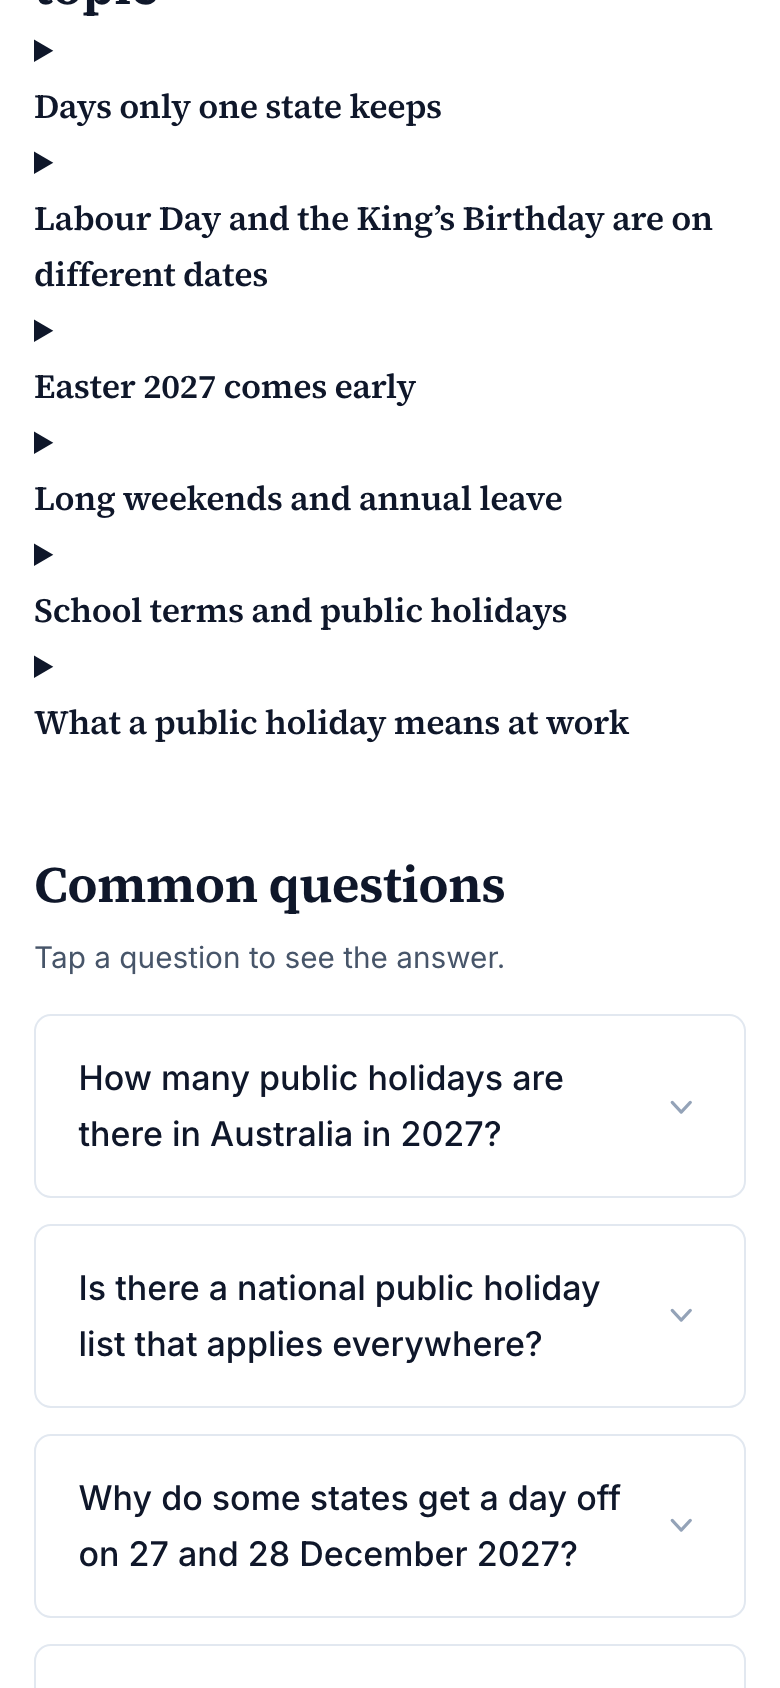 topic
Days only one state keeps
Labour Day and the King’s Birthday are on
different dates
Easter 2027 comes early
Long weekends and annual leave
School terms and public holidays
What a public holiday means at work
Common questions
Tap a question to see the answer.
How many public holidays are
there in Australia in 2027?
Is there a national public holiday
list that applies everywhere?
Why do some states get a day off
on 27 and 28 December 2027?